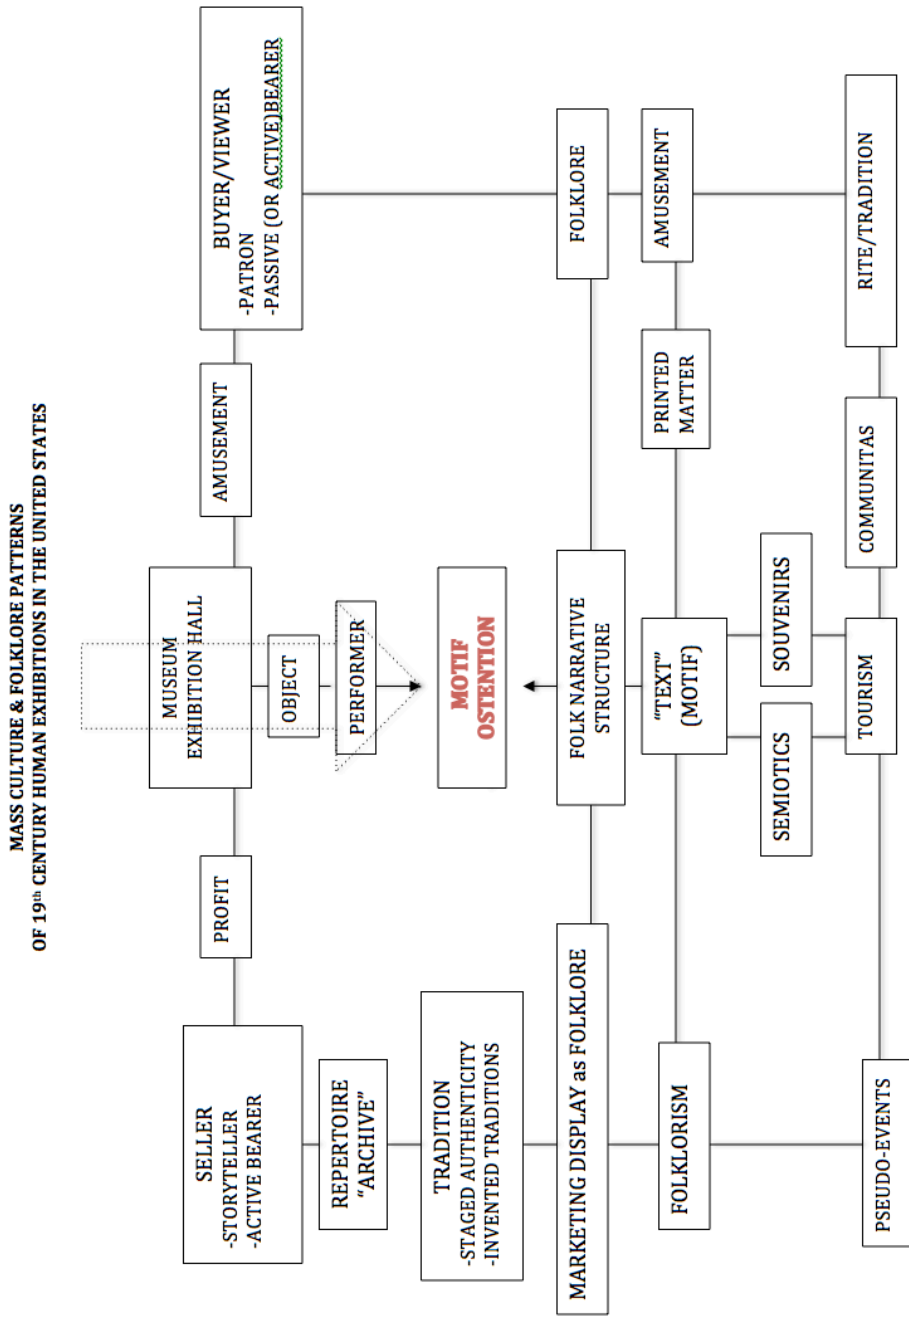 MASS CULTURE & FOLKLORE PATTERNS
OF 19th CENTURY HUMAN EXHIBITIONS IN THE UNITED STATES
SELLER
-STORYTELLER
-ACTIVE BEARER
PROFIT
MUSEUM
EXHIBITION HALL
AMUSEMENT
BUYER/VIEWER
-PATRON
-PASSIVE (OR ACTIVE)BEARER
OBJECT
REPERTOIRE
“ARCHIVE”
PERFORMER
TRADITION
-STAGED AUTHENTICITY
-INVENTED TRADITIONS
MOTIF
OSTENTION
MARKETING DISPLAY as FOLKLORE
FOLK NARRATIVE
STRUCTURE
FOLKLORE
FOLKLORISM
“TEXT”
(MOTIF)
PRINTED
MATTER
AMUSEMENT
SEMIOTICS
SOUVENIRS
PSEUDO-EVENTS
TOURISM
COMMUNITAS
RITE/TRADITION